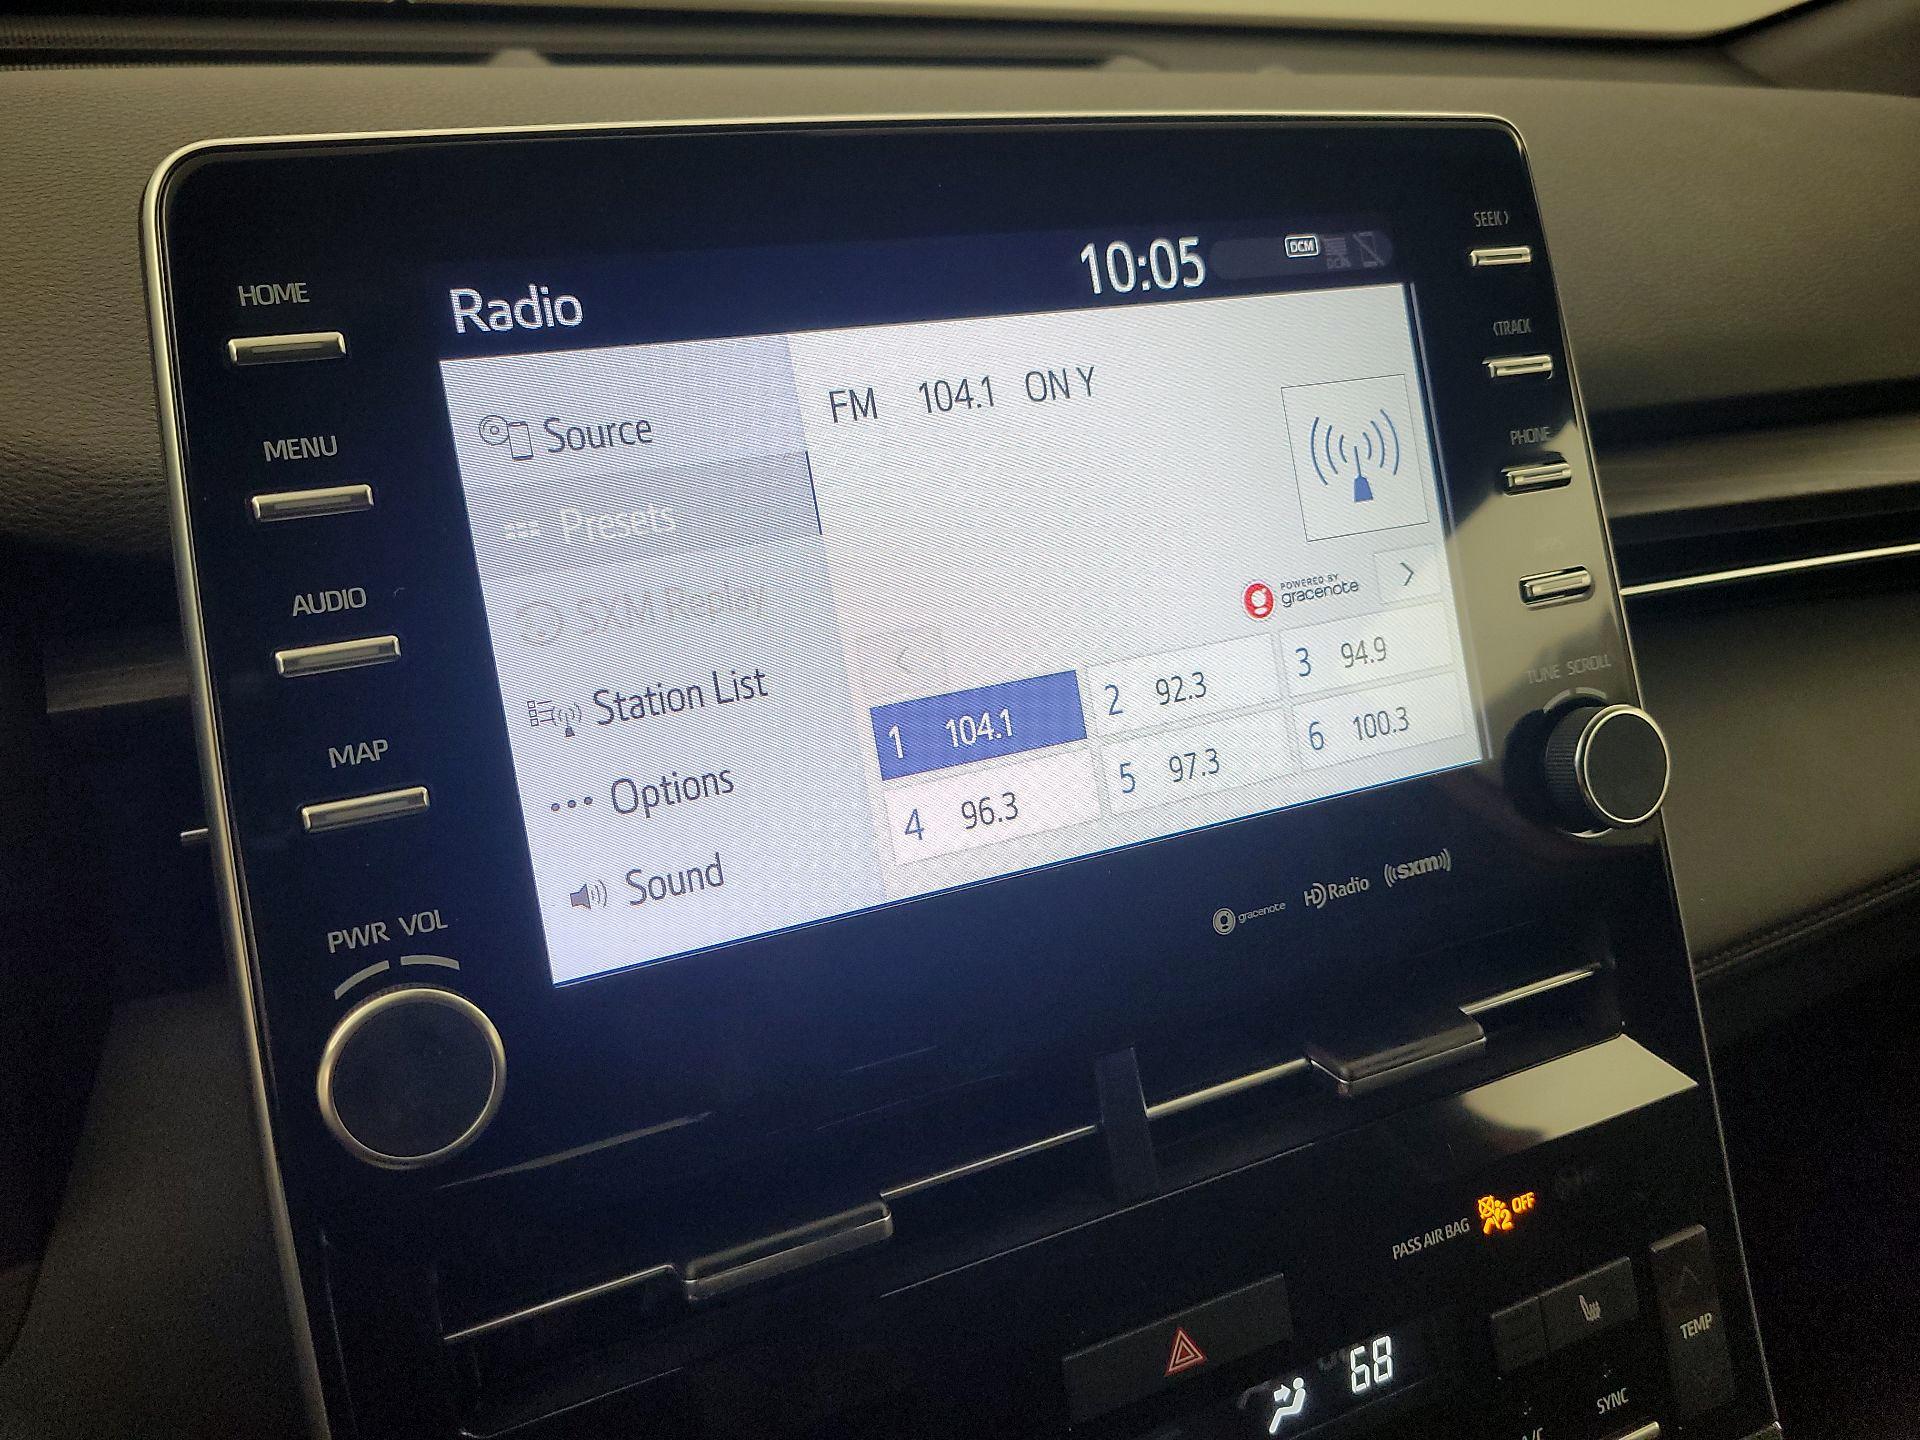 SEEK >
10:05
DCM
Radio
HOME
<TRACK
FM 104.1 ON Y
Source
MENU
PHONE
Presets
POWERED BY
gracenote
SXM Replay
AUDIO
TUNE SCROLL
Station List
1 104.1
2 92.3
3 94.9
MAP
Options
4 96.3
5 97.3
6 100.3
Sound
gracenote
HD Radio
((sxm))
PWR VOL
PASS AIR BAG
2 OFF
TEMP
68
SYNC